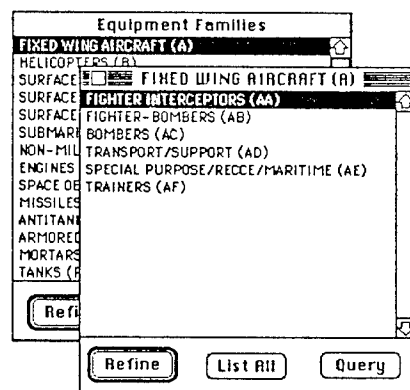 Equipment Families
FIXED WING AIRCRAFT (A)
HELICOPTERS (B)
SURFACE
SURFACE
SURFACE
SUBMARI
NON-MIL
ENGINES
SPACE OB
MISSILES
ANTITAN
ARMORED
MORTARS
TANKS (
Refi
FIXED WING AIRCRAFT (A)
FIGHTER INTERCEPTORS (AA)
FIGHTER-BOMBERS (AB)
BOMBERS (AC)
TRANSPORT/SUPPORT (AD)
SPECIAL PURPOSE/RECCE/MARITIME (AE)
TRAINERS (AF)
Refine List All Query